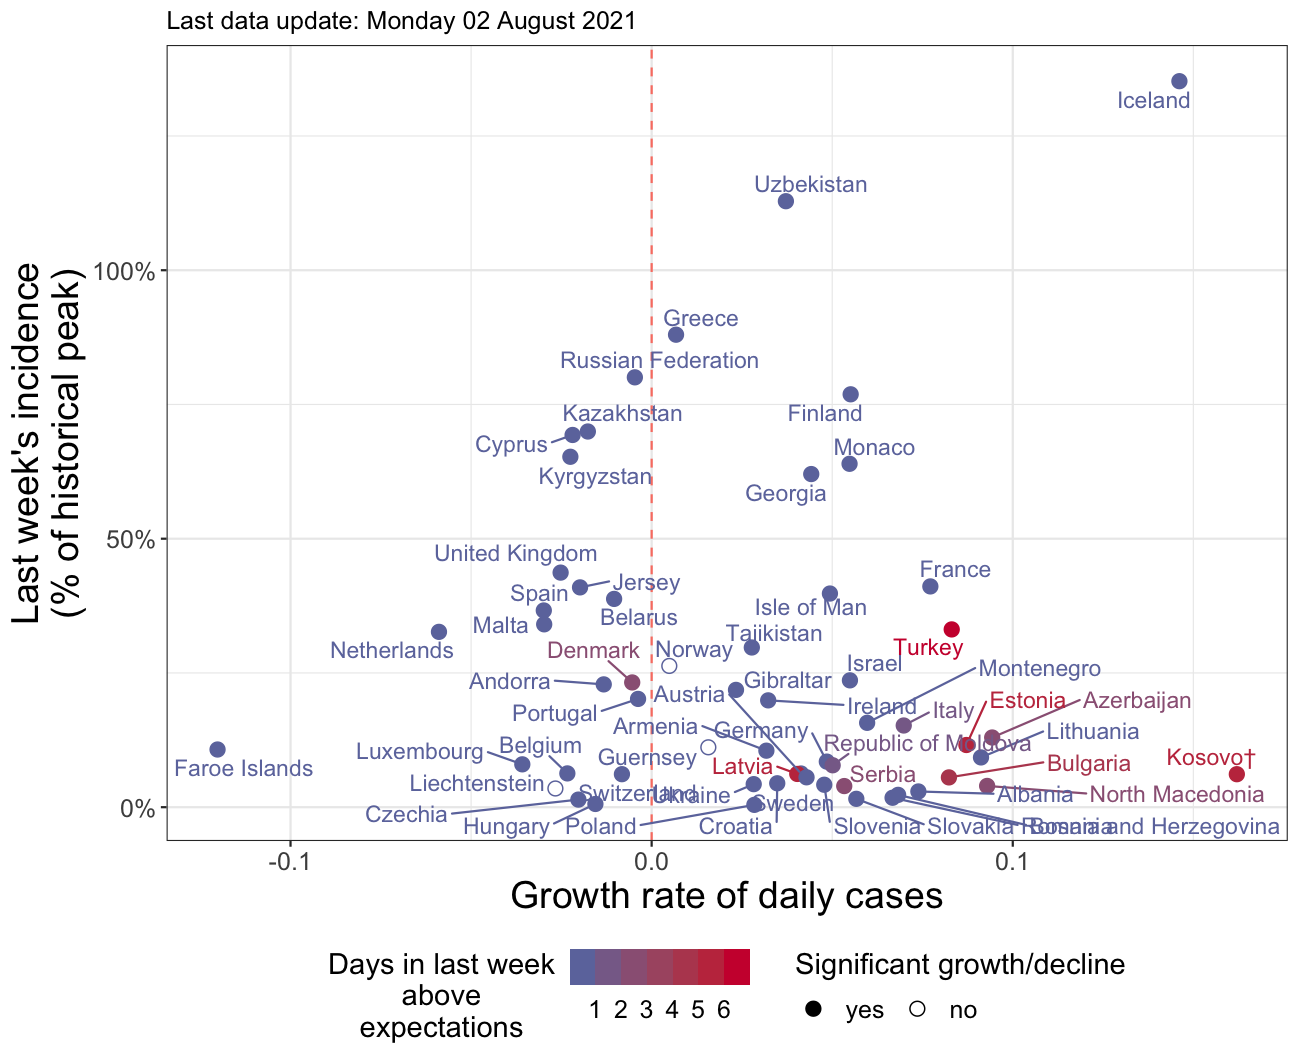 Last data update: Monday 02 August 2021
Iceland
Uzbekistan
100%
Greece
Russian Federation
Finland
Kazakhstan
Cyprus
Monaco
Kyrgyzstan
Georgia
Last week's incidence
(% of historical peak)
50%
United Kingdom
France
Jersey
Spain
Isle of Man
Belarus
Malta
Tajikistan
Netherlands
Denmark
Norway
Turkey
Israel
Montenegro
Andorra
Gibraltar
Austria
Estonia
Azerbaijan
Portugal
Ireland
Italy
Armenia
Germany
Lithuania
Republic of Moldova
Luxembourg
Belgium
Guernsey
Kosovo†
Faroe Islands
Latvia
Bulgaria
Serbia
Liechtenstein
Switzerland
Ukraine
Albania
North Macedonia
0%
Sweden
Czechia
Hungary
Poland
Croatia
Slovenia
Slovakia
Romania
Bosnia and Herzegovina
-0.1
0.0
0.1
Growth rate of daily cases
Days in last week
above
expectations
1 2 3 4 5 6
Significant growth/decline
yes
no